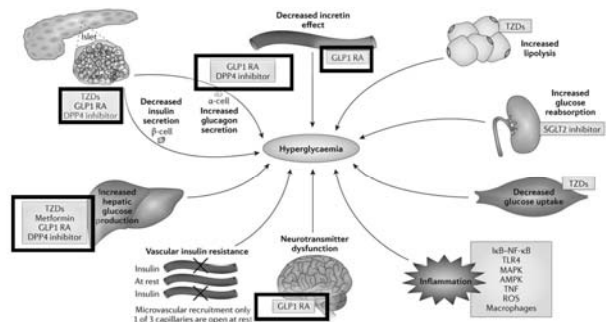 Islet
TZDs
GLP1 RA
DPP4 inhibitor
Decreased
insulin
secretion
β-cell
GLP1 RA
DPP4 inhibitor
α-cell
Increased
glucagon
secretion
Decreased incretin
effect
GLP1 RA
TZDs
Increased
lipolysis
Increased
glucose
reabsorption
SGLT2 inhibitor
Hyperglycaemia
Increased
hepatic
glucose
production
TZDs
Metformin
GLP1 RA
DPP4 inhibitor
Vascular insulin resistance
Insulin
At rest
Insulin
Microvascular recruitment only
1 of 3 capillaries are open at rest
Neurotransmitter
dysfunction
GLP1 RA
Inflammation
IκB–NF-κB
TLR4
MAPK
AMPK
TNF
ROS
Macrophages
TZDs
Decreased
glucose uptake